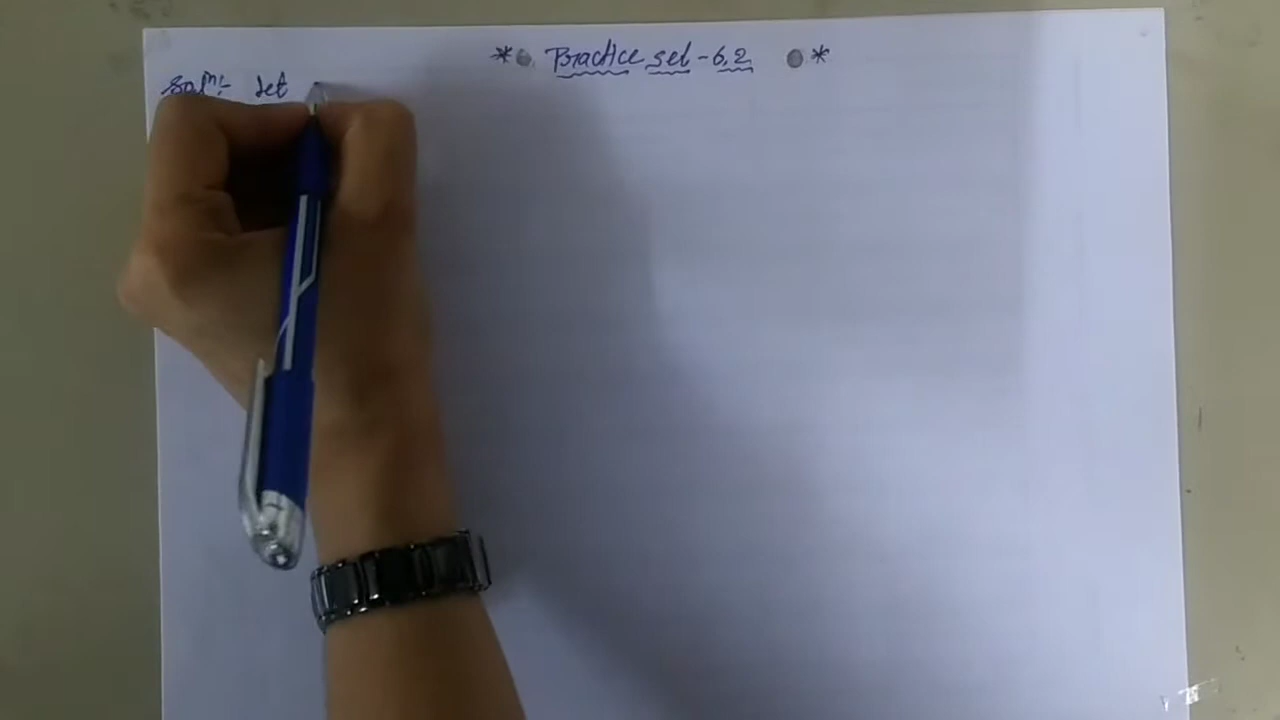 * Practice set - 6.2 *
Solⁿ:- Let